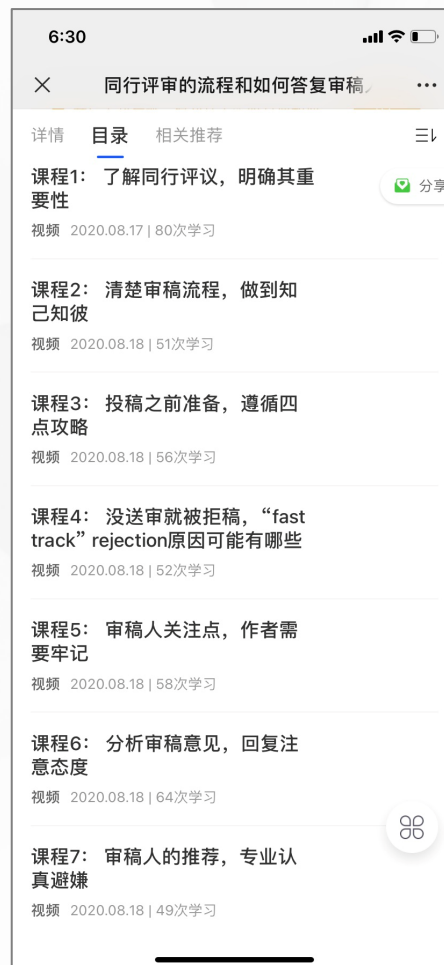 6:30
同行评审的流程和如何答复审稿
详情 目录 相关推荐
分享
课程1： 了解同行评议，明确其重
要性
视频 2020.08.17 | 80次学习
课程2： 清楚审稿流程，做到知
己知彼
视频 2020.08.18 | 51次学习
课程3： 投稿之前准备，遵循四
点攻略
视频 2020.08.18 | 56次学习
课程4： 没送审就被拒稿，“fast
track” rejection原因可能有哪些
视频 2020.08.18 | 52次学习
课程5： 审稿人关注点，作者需
要牢记
视频 2020.08.18 | 58次学习
课程6： 分析审稿意见，回复注
意态度
视频 2020.08.18 | 64次学习
课程7： 审稿人的推荐，专业认
真避嫌
视频 2020.08.18 | 49次学习